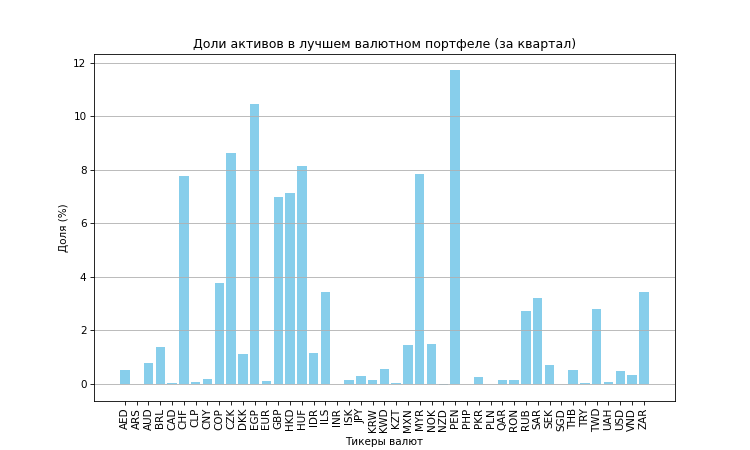 Доли активов в лучшем валютном портфеле (за квартал)
12
10
8
6
4
2
0
Доля (%)
AED ARS AUD BRL CAD CHF CLP CNY COP CZK DKK EGP EUR GBP HKD HUF IDR ILS INR ISK JPY KRW KWD KZT MXN MYR NOK NZD PEN PHP PKR PLN QAR RON RUB SAR SEK SGD THB TRY TWD UAH USD VND ZAR
Тикеры валют